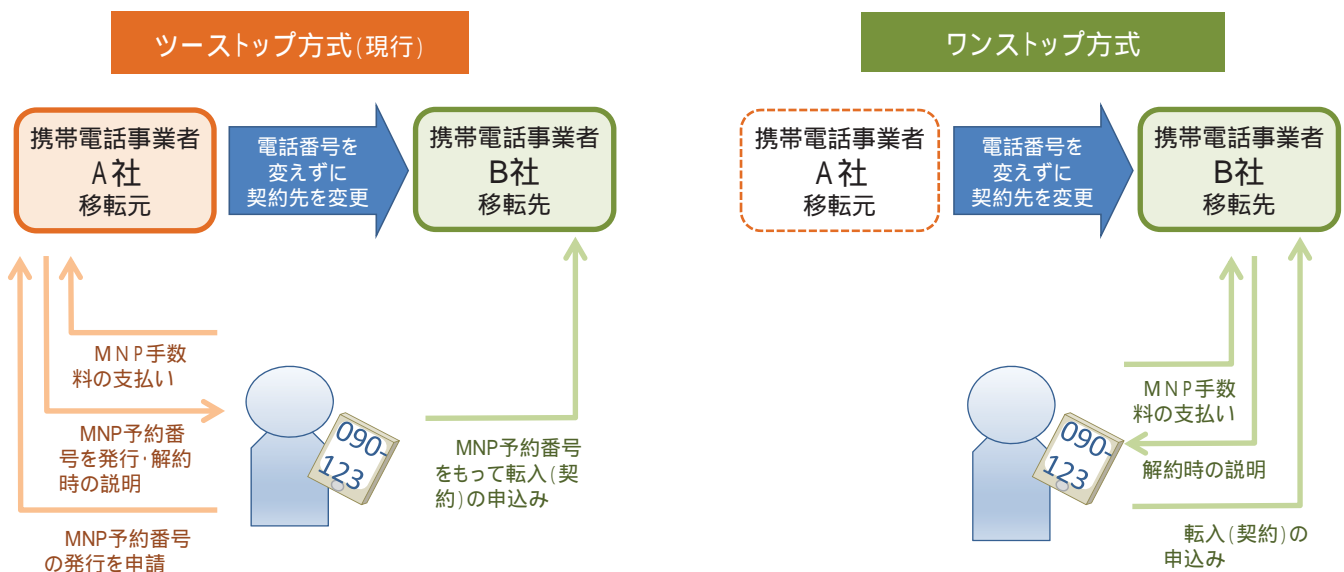 ツーストップ方式(現行)
携帯電話事業者
A社
移転元
電話番号を
変えずに
契約先を変更
携帯電話事業者
B社
移転先
MNP手数
料の支払い
MNP予約番
号を発行・解約
時の説明
MNP予約番号
の発行を申請
090-
123
MNP予約番号
をもって転入(契
約)の申込み
ワンストップ方式
携帯電話事業者
A社
移転元
電話番号を
変えずに
契約先を変更
携帯電話事業者
B社
移転先
MNP手数
料の支払い
解約時の説明
090-
123
転入(契約)の
申込み